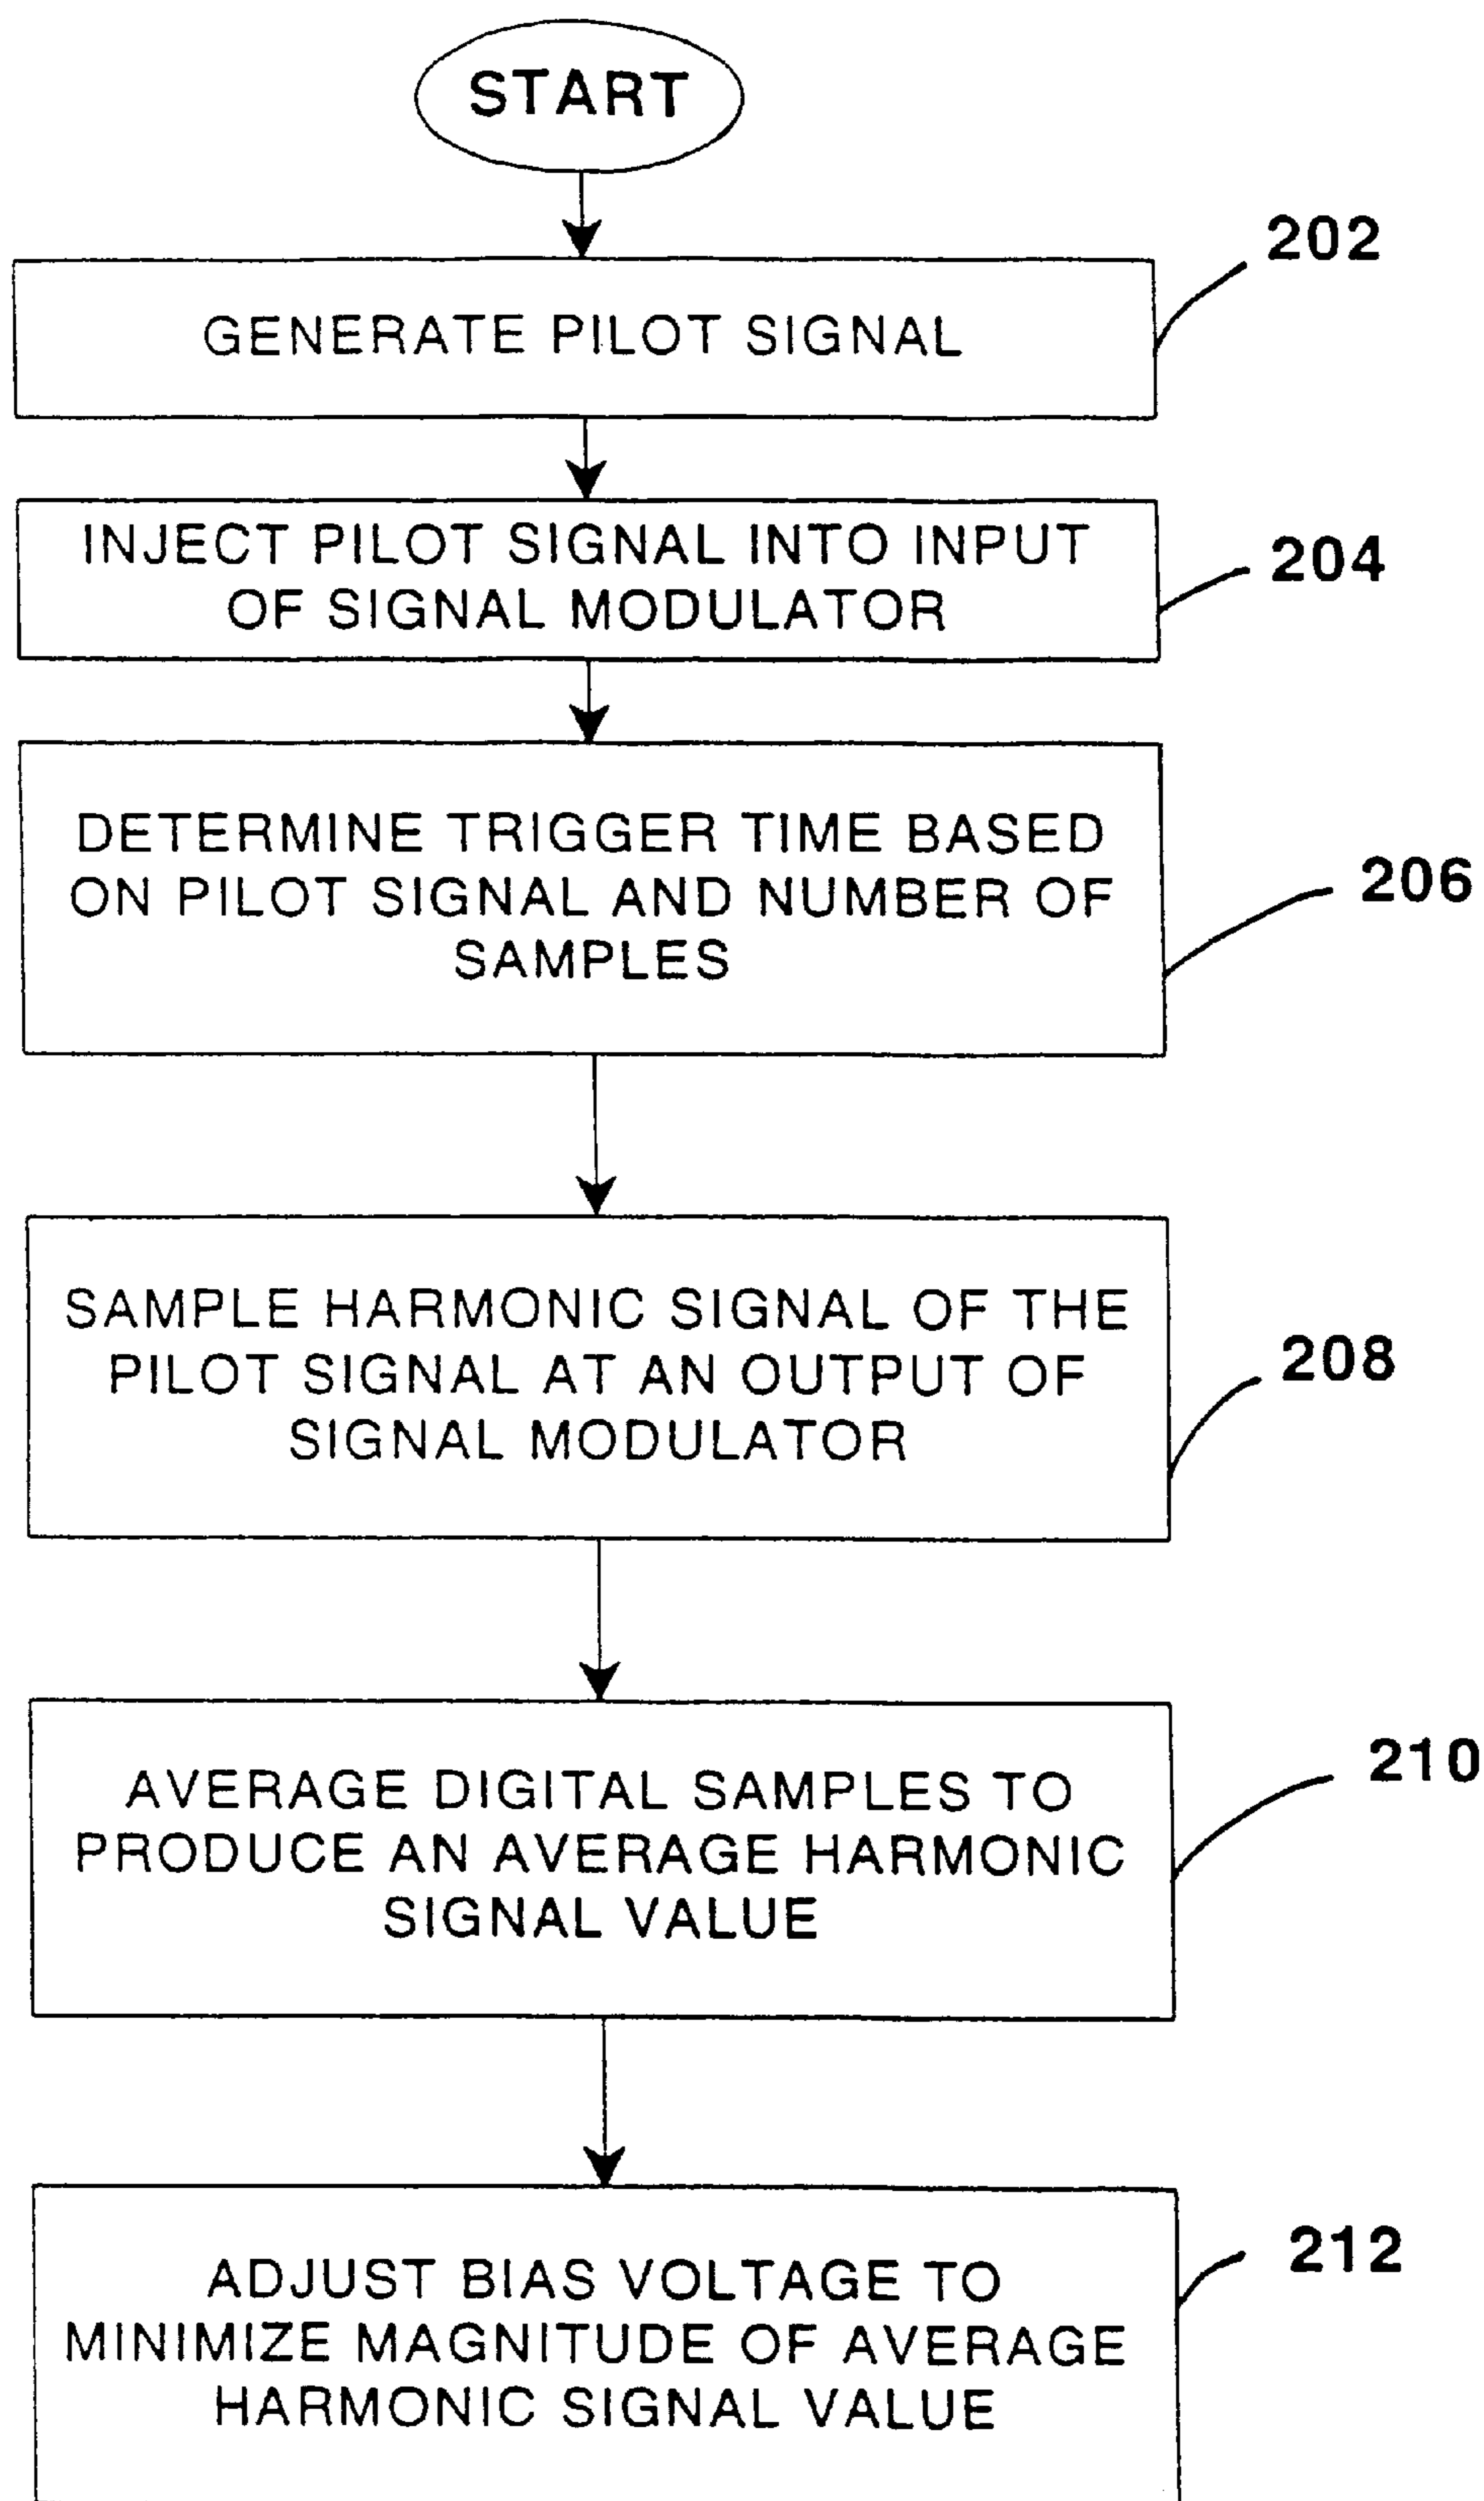 START
202
GENERATE PILOT SIGNAL
INJECT PILOT SIGNAL INTO INPUT
OF SIGNAL MODULATOR
204
DETERMINE TRIGGER TIME BASED
ON PILOT SIGNAL AND NUMBER OF
SAMPLES
206
SAMPLE HARMONIC SIGNAL OF THE
PILOT SIGNAL AT AN OUTPUT OF
SIGNAL MODULATOR
208
AVERAGE DIGITAL SAMPLES TO
PRODUCE AN AVERAGE HARMONIC
SIGNAL VALUE
210
ADJUST BIAS VOLTAGE TO
MINIMIZE MAGNITUDE OF AVERAGE
HARMONIC SIGNAL VALUE
212